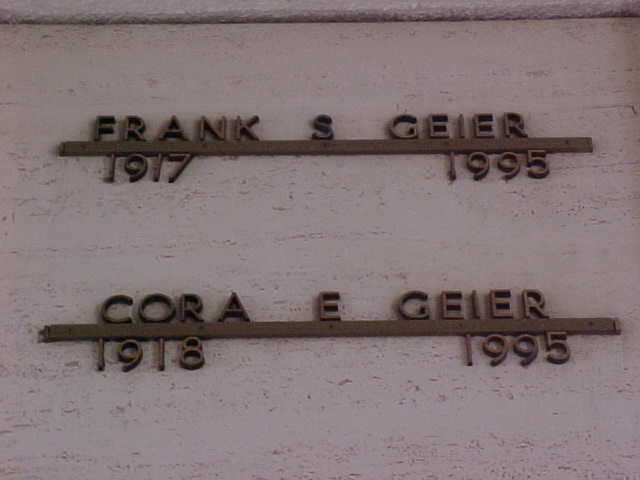 FRANK S GEIER
1917 1995
CORA E GEIER
1918 1995